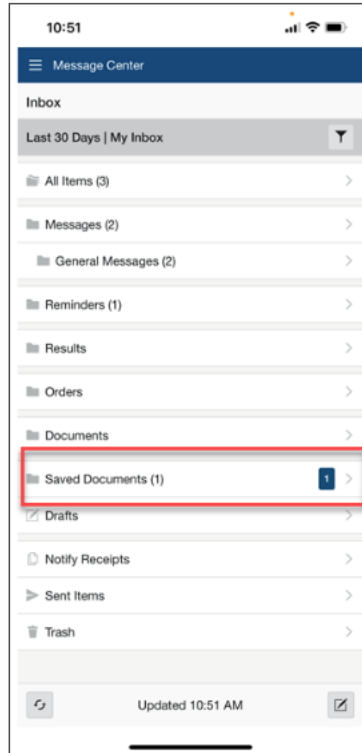 10:51
Message Center
Inbox
Last 30 Days | My Inbox
All Items (3)
Messages (2)
General Messages (2)
Reminders (1)
Results
Orders
Documents
Saved Documents (1) 1
Drafts
Notify Receipts
Sent Items
Trash
Updated 10:51 AM